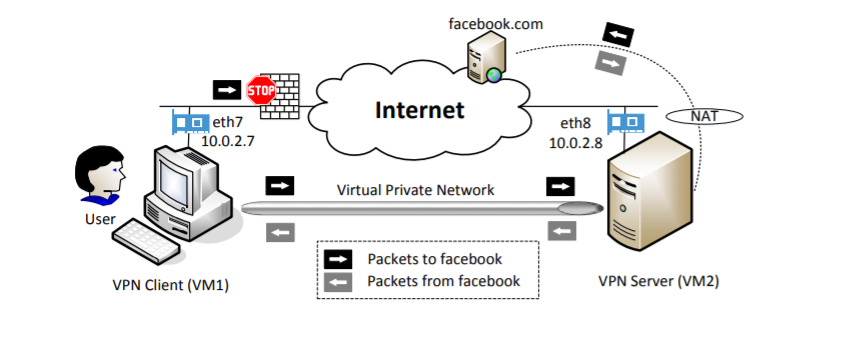 facebook.com
STOP
Internet
NAT
eth7
10.0.2.7
eth8
10.0.2.8
User
Virtual Private Network
Packets to facebook
Packets from facebook
VPN Client (VM1)
VPN Server (VM2)